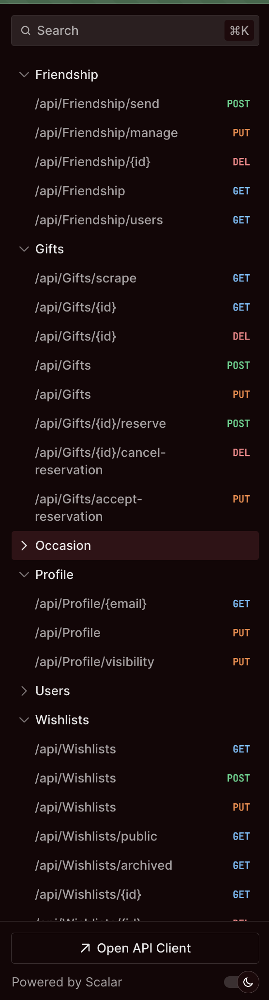 Search ⌘K
Friendship
/api/Friendship/send POST
/api/Friendship/manage PUT
/api/Friendship/{id} DEL
/api/Friendship GET
/api/Friendship/users GET
Gifts
/api/Gifts/scrape GET
/api/Gifts/{id} GET
/api/Gifts/{id} DEL
/api/Gifts POST
/api/Gifts PUT
/api/Gifts/{id}/reserve POST
/api/Gifts/{id}/cancel- DEL
reservation
/api/Gifts/accept- PUT
reservation
Occasion
Profile
/api/Profile/{email} GET
/api/Profile PUT
/api/Profile/visibility PUT
Users
Wishlists
/api/Wishlists GET
/api/Wishlists POST
/api/Wishlists PUT
/api/Wishlists/public GET
/api/Wishlists/archived GET
/api/Wishlists/{id} GET
/api/Wishlists/{id} DEL
Open API Client
Powered by Scalar